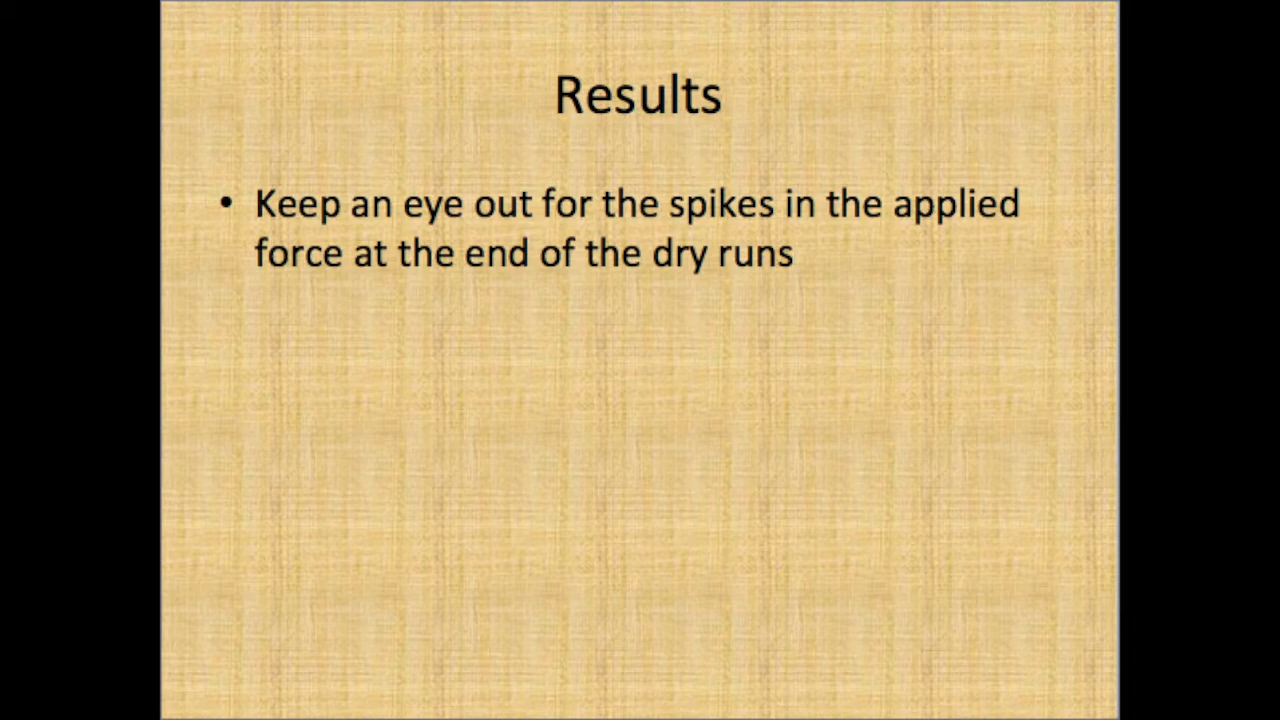 Results
• Keep an eye out for the spikes in the applied
force at the end of the dry runs